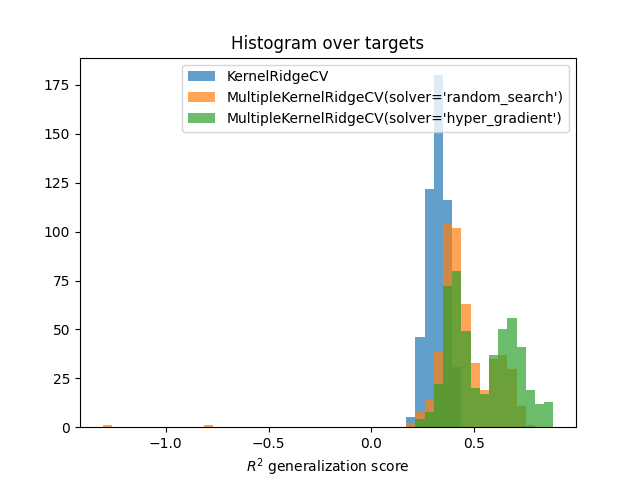 Histogram over targets
KernelRidgeCV
MultipleKernelRidgeCV(solver='random_search')
MultipleKernelRidgeCV(solver='hyper_gradient')
175
150
125
100
75
50
25
0
−1.0 −0.5 0.0 0.5
R² generalization score